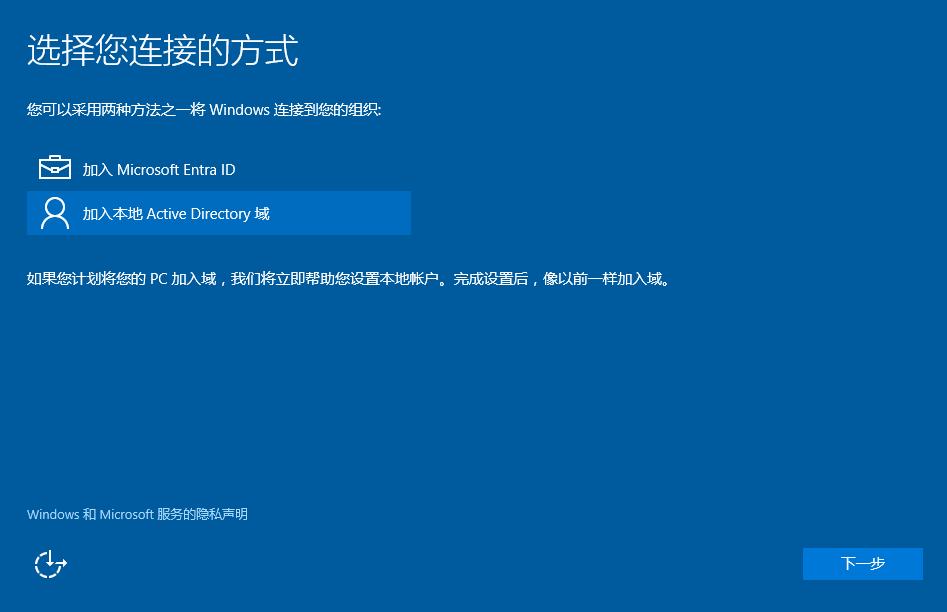 选择您连接的方式
您可以采用两种方法之一将 Windows 连接到您的组织:
加入 Microsoft Entra ID
加入本地 Active Directory 域
如果您计划将您的 PC 加入域，我们将立即帮助您设置本地帐户。完成设置后，像以前一样加入域。
Windows 和 Microsoft 服务的隐私声明
下一步